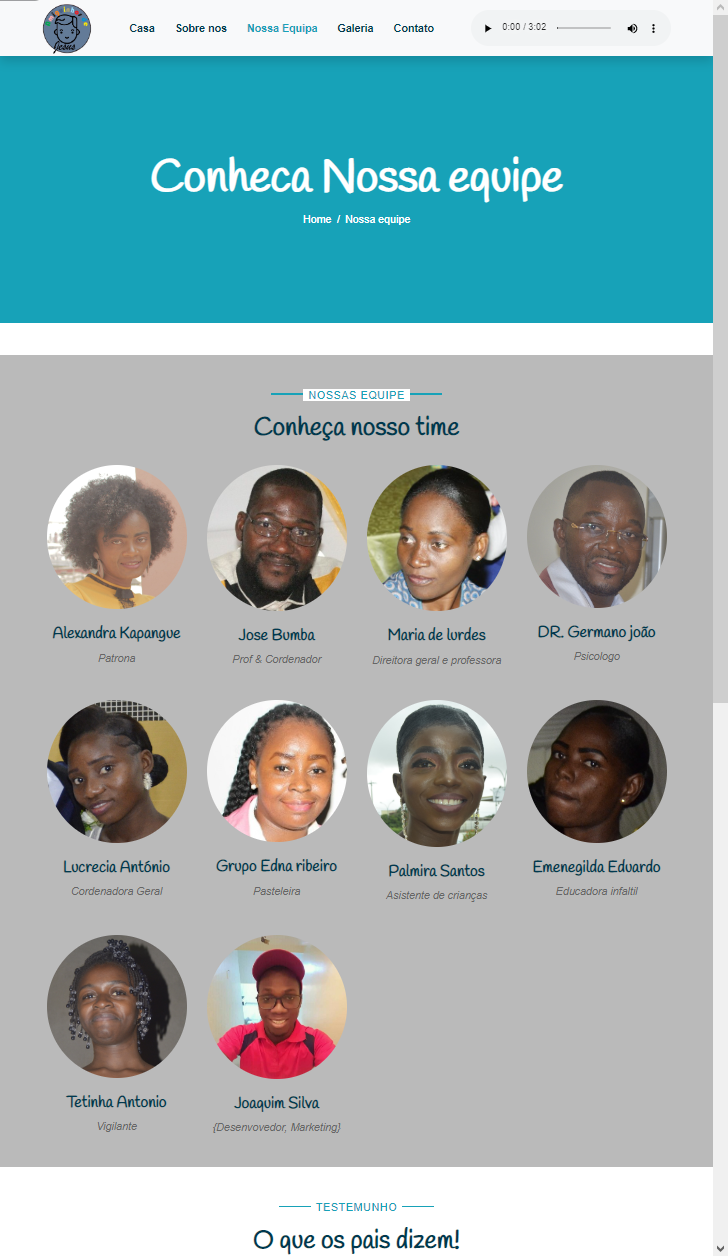 Jesus
Casa Sobre nos Nossa Equipa Galeria Contato 0:00 / 3:02
Conheca Nossa equipe
Home / Nossa equipe
NOSSAS EQUIPE
Conheça nosso time
Alexandra Kapangue
Patrona
Jose Bumba
Prof & Cordenador
Maria de lurdes
Direitora geral e professora
DR. Germano joão
Psicologo
Lucrecia António
Cordenadora Geral
Grupo Edna ribeiro
Pasteleira
Palmira Santos
Asistente de crianças
Emenegilda Eduardo
Educadora infaltil
Tetinha Antonio
Vigilante
Joaquim Silva
{Desenvovedor, Marketing}
TESTEMUNHO
O que os pais dizem!